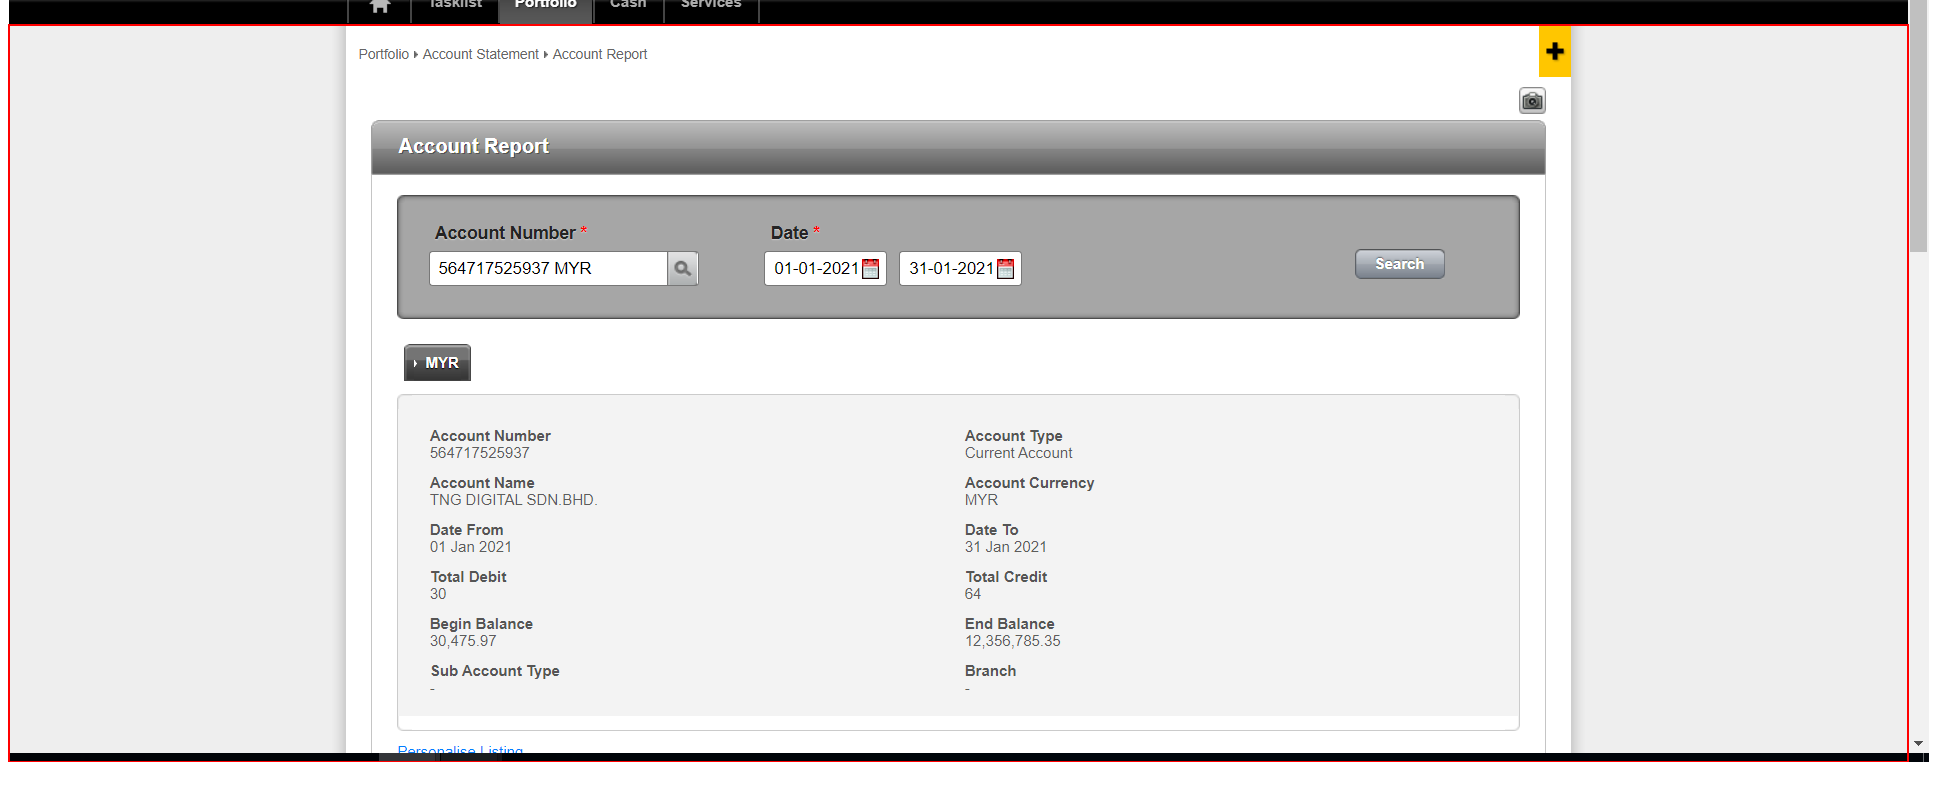 Tasklist Portfolio Cash Services
Portfolio Account Statement Account Report
Account Report
Account Number * Date *
564717525937 MYR 01-01-2021 31-01-2021 Search
MYR
Account Number Account Type
564717525937 Current Account
Account Name Account Currency
TNG DIGITAL SDN.BHD. MYR
Date From Date To
01 Jan 2021 31 Jan 2021
Total Debit Total Credit
30 64
Begin Balance End Balance
30,475.97 12,356,785.35
Sub Account Type Branch
- -
Personalise Listing